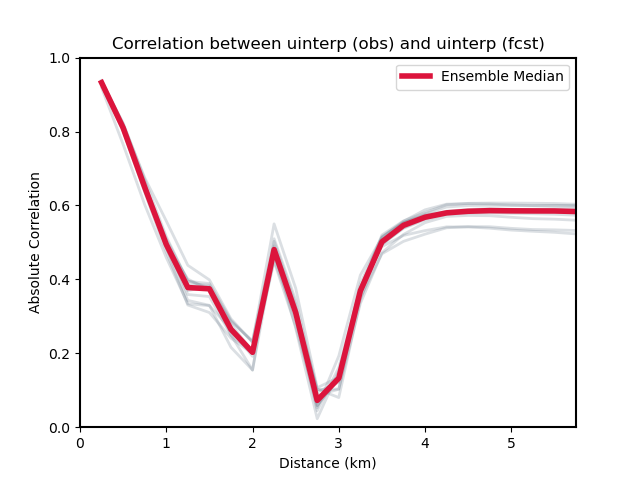 Correlation between uinterp (obs) and uinterp (fcst)
Ensemble Median
1.0
0.8
0.6
0.4
0.2
0.0
Absolute Correlation
0 1 2 3 4 5
Distance (km)